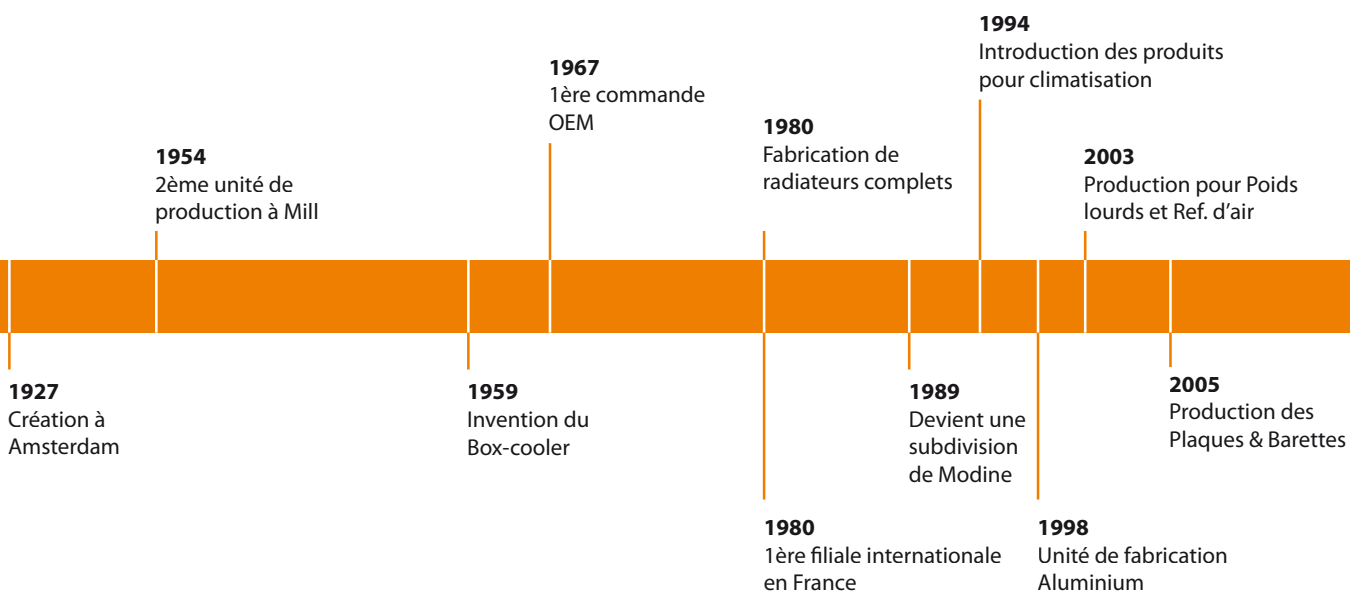 1994
Introduction des produits
pour climatisation
1967
1ère commande
OEM
1980
Fabrication de
radiateurs complets
1954
2ème unité de
production à Mill
2003
Production pour Poids
lourds et Ref. d’air
1927
Création à
Amsterdam
1959
Invention du
Box-cooler
1989
Devient une
subdivision
de Modine
2005
Production des
Plaques & Barettes
1980
1ère filiale internationale
en France
1998
Unité de fabrication
Aluminium